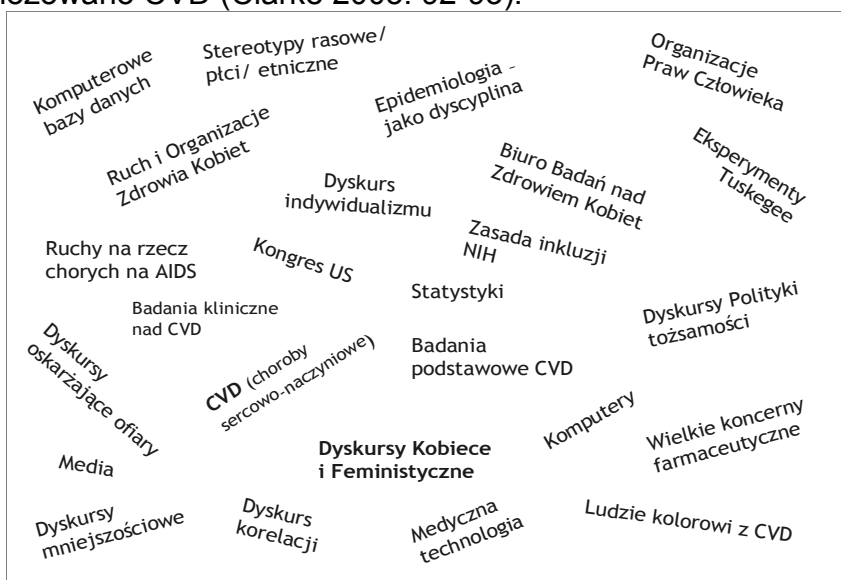 Komputerowe
bazy danych
Stereotypy rasowe/
płci/ etniczne
Epidemiologia -
jako dyscyplina
Organizacje
Praw Człowieka
Ruch i Organizacje
Zdrowia Kobiet
Dyskurs
indywidualizmu
Biuro Badań nad
Zdrowiem Kobiet
Eksperymenty
Tuskegee
Ruchy na rzecz
chorych na AIDS
Kongres US
Zasada inkluzji
NIH
Badania kliniczne
nad CVD
Statystyki
Dyskursy Polityki
tożsamości
Dyskursy
oskarżające ofiary
CVD (choroby
sercowo-naczyniowe)
Badania
podstawowe CVD
Komputery
Wielkie koncerny
farmaceutyczne
Media
Dyskursy Kobiece
i Feministyczne
Dyskursy
mniejszościowe
Dyskurs
korelacji
Medyczna
technologia
Ludzie kolorowi z CVD